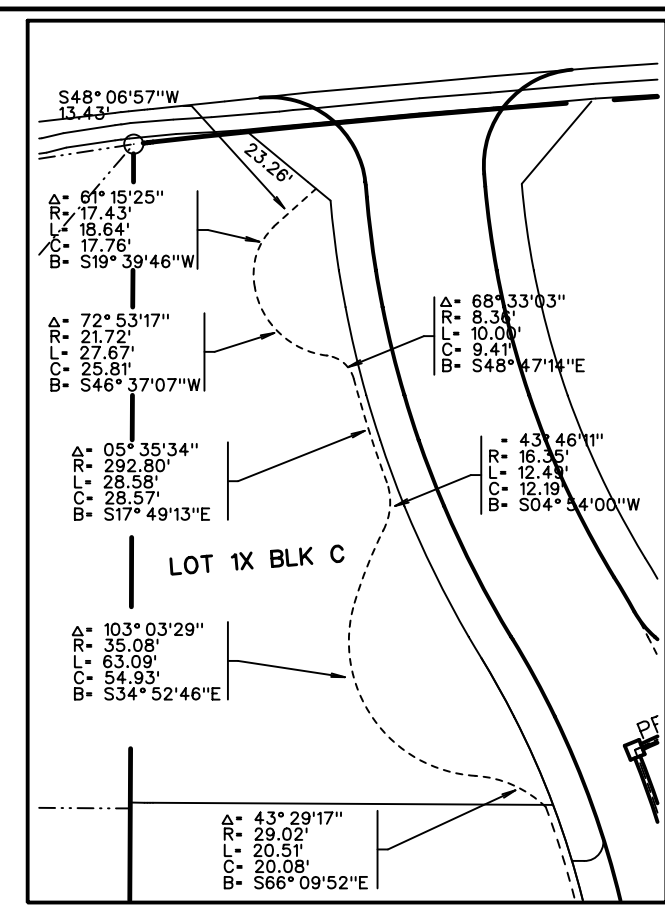 S48°06'57"W
13.43'
23.26'
Δ= 61°15'25"
R= 17.43'
L= 18.64'
C= 17.76'
B= S19°39'46"W
Δ= 72°53'17"
R= 21.72'
L= 27.67'
C= 25.81'
B= S46°37'07"W
Δ= 68°33'03"
R= 8.36'
L= 10.00'
C= 9.41'
B= S48°47'14"E
Δ= 05°35'34"
R= 292.80'
L= 28.58'
C= 28.57'
B= S17°49'13"E
= 43°46'11"
R= 16.35'
L= 12.49'
C= 12.19'
B= S04°54'00"W
LOT 1X BLK C
Δ= 103°03'29"
R= 35.08'
L= 63.09'
C= 54.93'
B= S34°52'46"E
Δ= 43°29'17"
R= 29.02'
L= 20.51'
C= 20.08'
B= S66°09'52"E